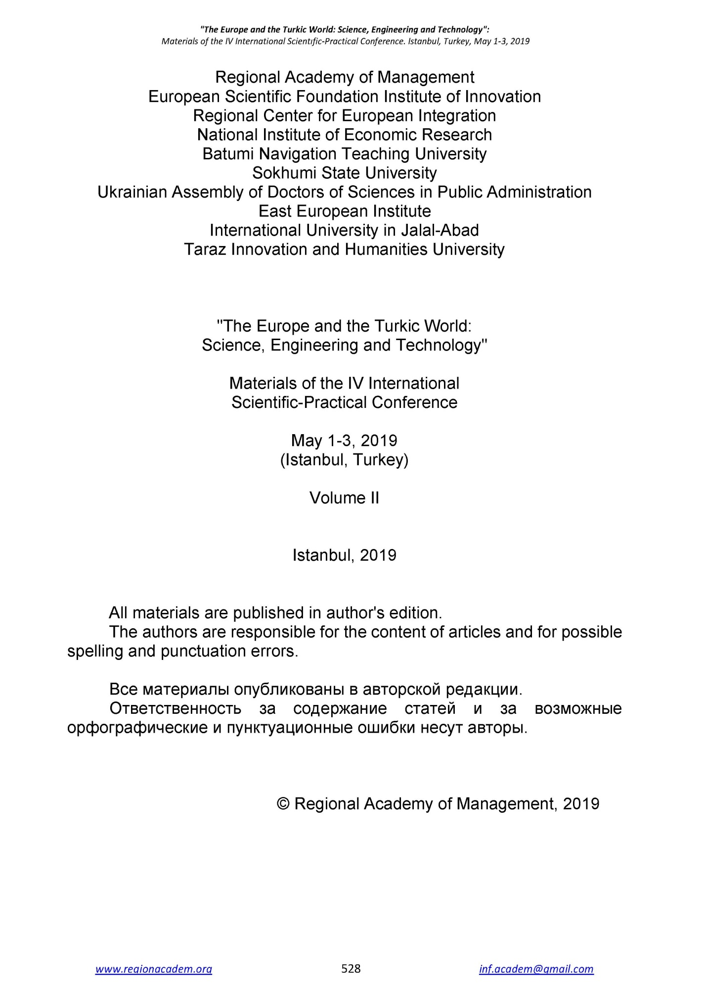 "The Europe and the Turkic World: Science, Engineering and Technology":
Materials of the IV International Scientific-Practical Conference. Istanbul, Turkey, May 1-3, 2019
Regional Academy of Management
European Scientific Foundation Institute of Innovation
Regional Center for European Integration
National Institute of Economic Research
Batumi Navigation Teaching University
Sokhumi State University
Ukrainian Assembly of Doctors of Sciences in Public Administration
East European Institute
International University in Jalal-Abad
Taraz Innovation and Humanities University
"The Europe and the Turkic World:
Science, Engineering and Technology"
Materials of the IV International
Scientific-Practical Conference
May 1-3, 2019
(Istanbul, Turkey)
Volume II
Istanbul, 2019
All materials are published in author's edition.
The authors are responsible for the content of articles and for possible
spelling and punctuation errors.
Все материалы опубликованы в авторской редакции.
Ответственность за содержание статей и за возможные
орфографические и пунктуационные ошибки несут авторы.
© Regional Academy of Management, 2019
www.regionacadem.org 528 inf.academ@gmail.com